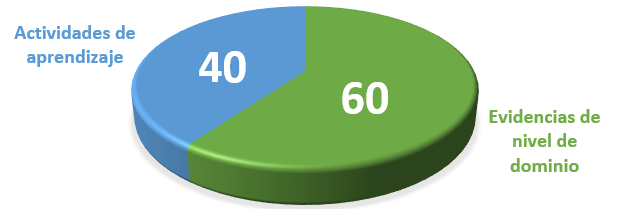 Actividades de
aprendizaje
40
60
Evidencias de
nivel de
dominio